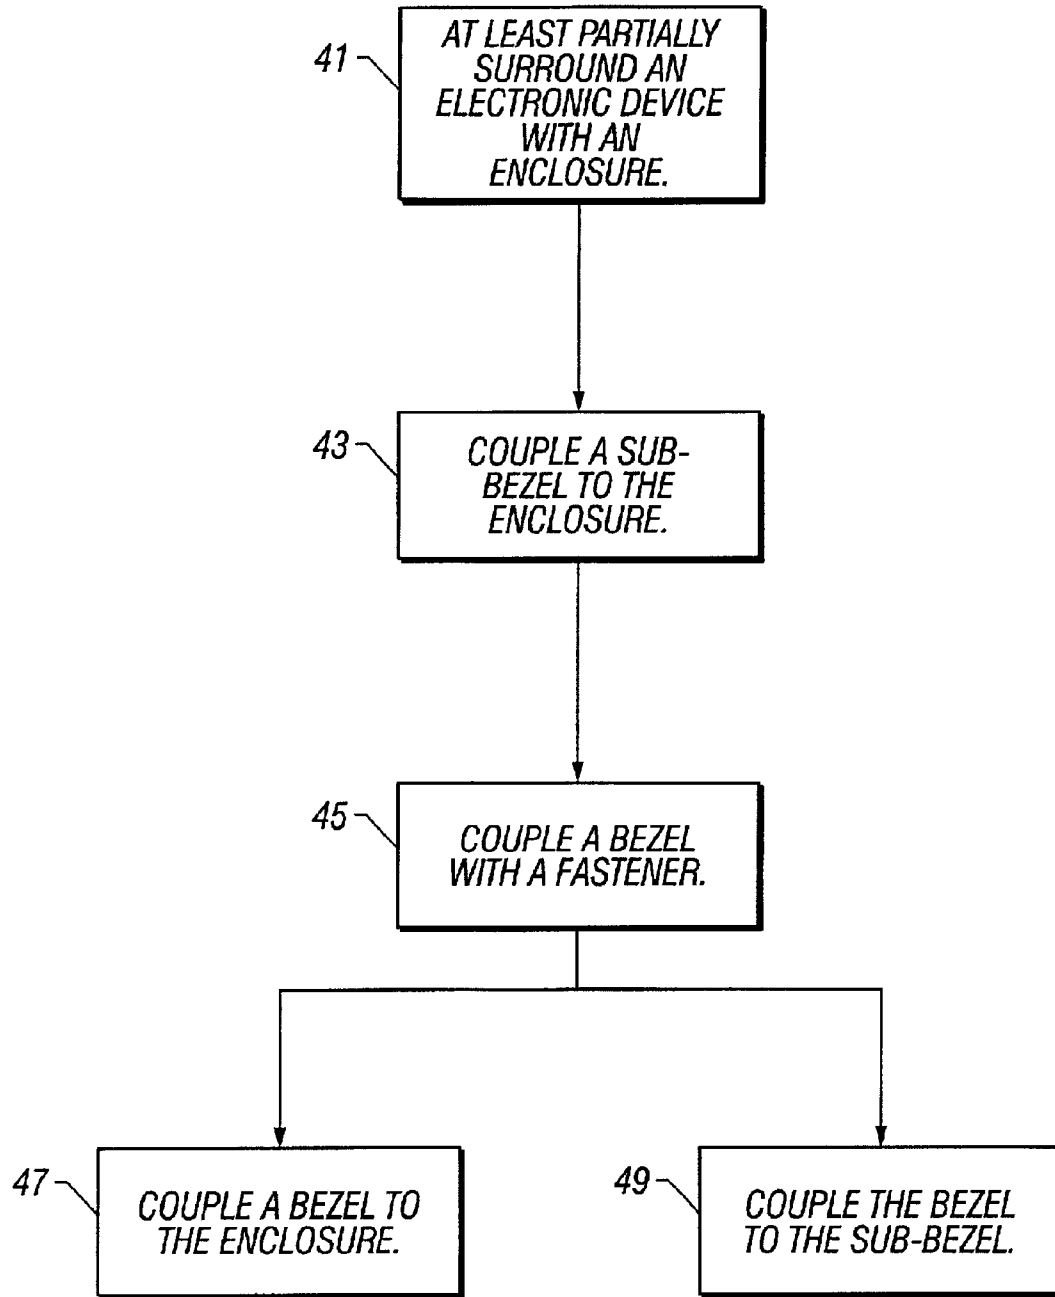 41
AT LEAST PARTIALLY
SURROUND AN
ELECTRONIC DEVICE
WITH AN
ENCLOSURE.
43
COUPLE A SUB-
BEZEL TO THE
ENCLOSURE.
45
COUPLE A BEZEL
WITH A FASTENER.
47
COUPLE A BEZEL TO
THE ENCLOSURE.
49
COUPLE THE BEZEL
TO THE SUB-BEZEL.